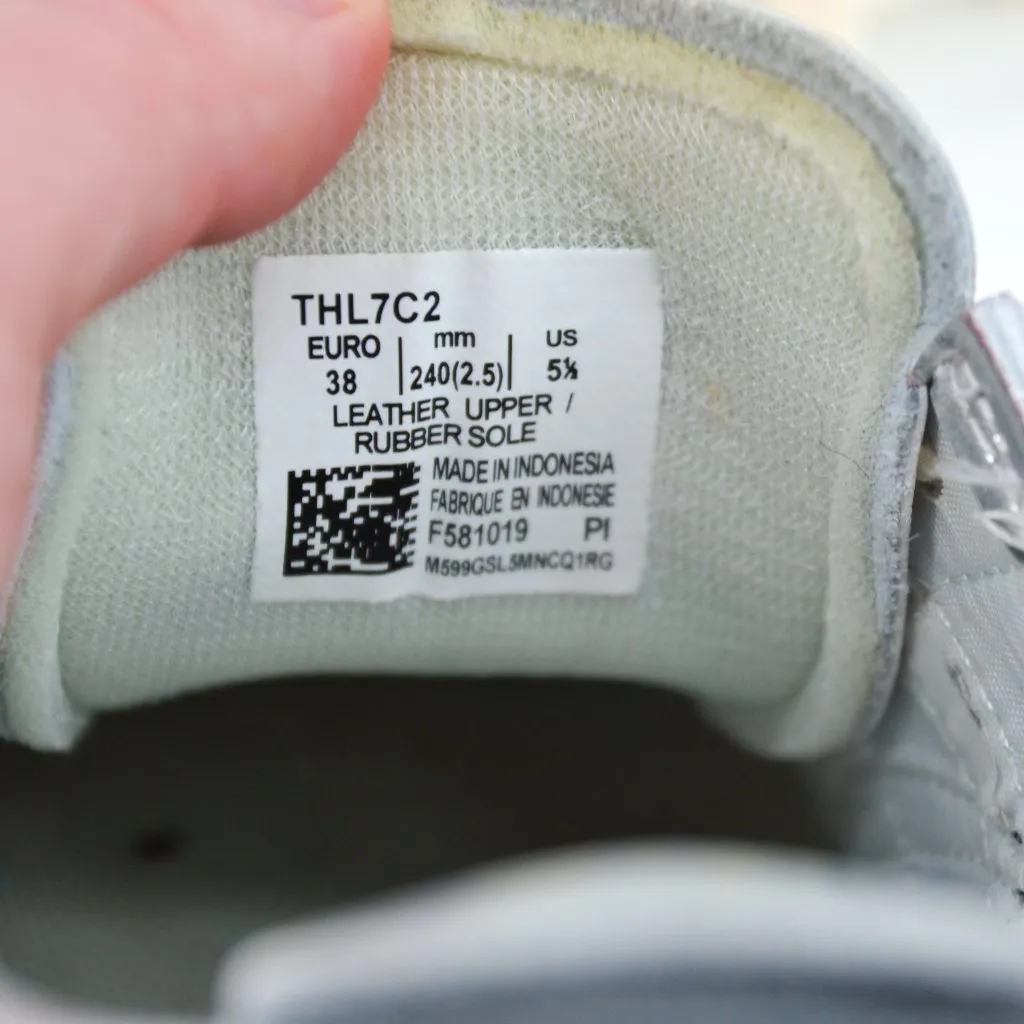 THL7C2
EURO | mm | US
38 | 240(2.5) | 5½
LEATHER UPPER /
RUBBER SOLE
MADE IN INDONESIA
FABRIQUE EN INDONESIE
F581019 PI
M599GSL5MNCQ1RG